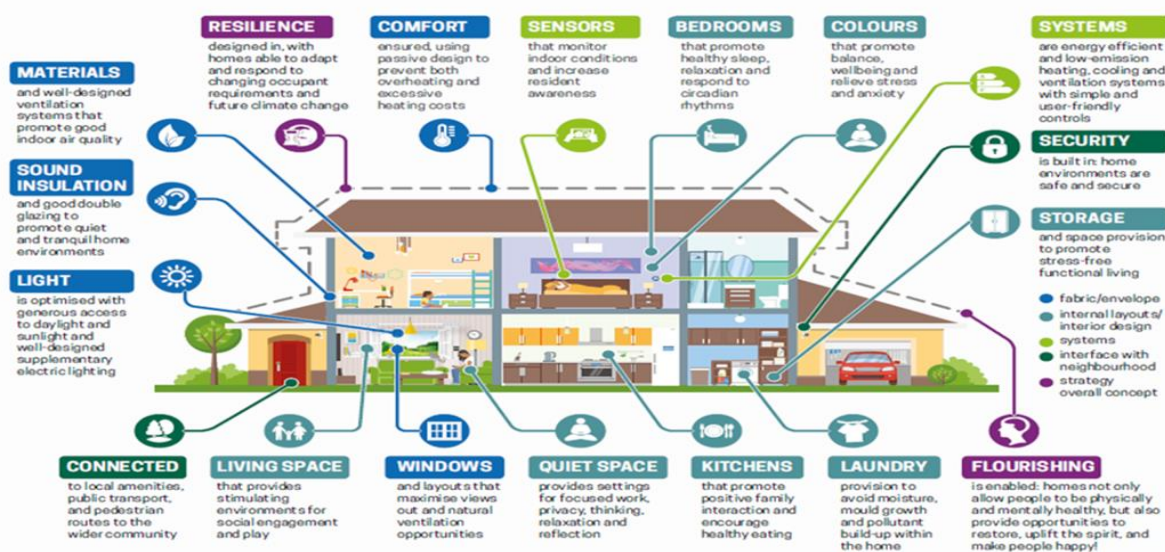 RESILIENCE
designed in, with
homes able to adapt
and respond to
changing occupant
requirements and
future climate change
COMFORT
ensured, using
passive design to
prevent both
overheating and
excessive
heating costs
SENSORS
that monitor
indoor conditions
and increase
resident
awareness
BEDROOMS
that promote
healthy sleep,
relaxation and
respond to
circadian
rhythms
COLOURS
that promote
balance,
wellbeing and
relieve stress
and anxiety
SYSTEMS
are energy efficient
and low-emission
heating, cooling and
ventilation systems
with simple and
user-friendly
controls
MATERIALS
and well-designed
ventilation
systems that
promote good
indoor air quality
SECURITY
is built in: home
environments are
safe and secure
SOUND
INSULATION
and good double
glazing to
promote quiet
and tranquil home
environments
STORAGE
and space provision
to promote
stress-free
functional living
LIGHT
is optimised with
generous access
to daylight and
sunlight and
well-designed
supplementary
electric lighting
fabric/envelope
internal layouts/
interior design
systems
interface with
neighbourhood
strategy
overall concept
CONNECTED
to local amenities,
public transport,
and pedestrian
routes to the
wider community
LIVING SPACE
that provides
stimulating
environments for
social engagement
and play
WINDOWS
and layouts that
maximise views
out and natural
ventilation
opportunities
QUIET SPACE
provides settings
for focused work,
privacy, thinking,
relaxation and
reflection
KITCHENS
that promote
positive family
interaction and
encourage
healthy eating
LAUNDRY
provision to
avoid moisture,
mould growth
and pollutant
build-up within
the home
FLOURISHING
is enabled: homes not only
allow people to be physically
and mentally healthy, but also
provide opportunities to
restore, uplift the spirit, and
make people happy!